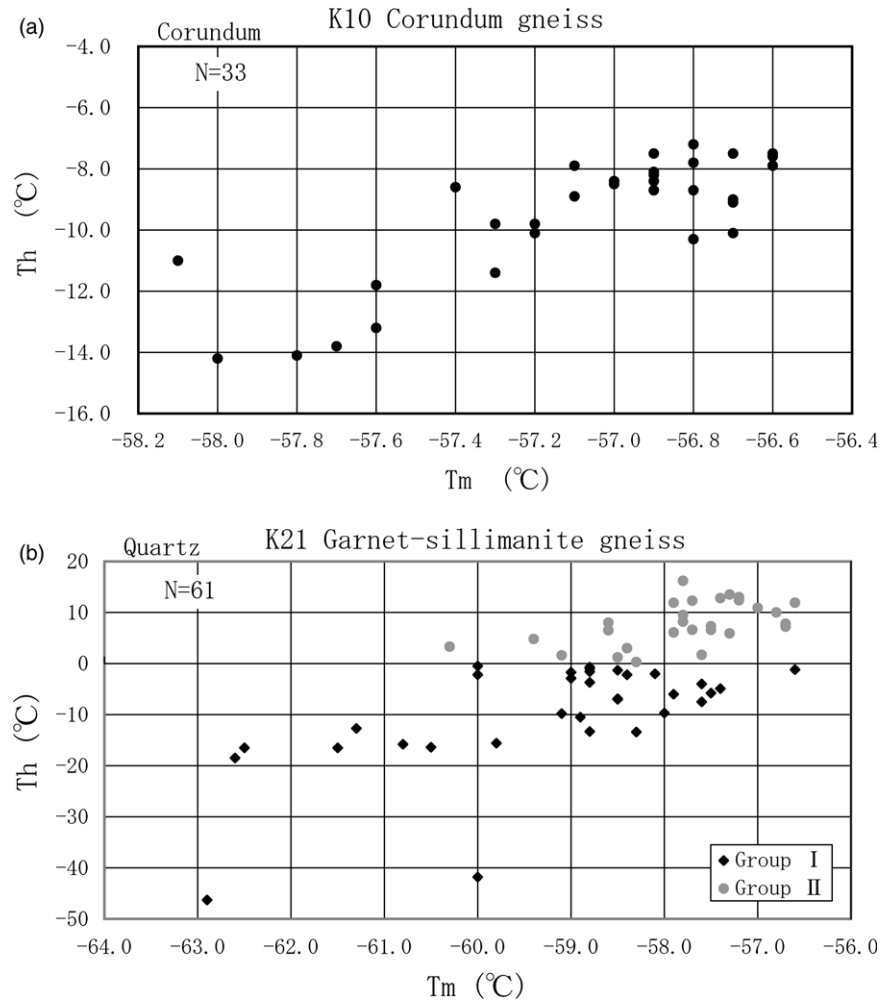 (a)
K10 Corundum gneiss
Corundum
N=33
-4.0
-6.0
-8.0
-10.0
-12.0
-14.0
-16.0
Th (℃)
-58.2 -58.0 -57.8 -57.6 -57.4 -57.2 -57.0 -56.8 -56.6 -56.4
Tm (℃)
(b)
K21 Garnet-sillimanite gneiss
Quartz
N=61
20
10
0
-10
-20
-30
-40
-50
Th (℃)
Group Ⅰ
Group Ⅱ
-64.0 -63.0 -62.0 -61.0 -60.0 -59.0 -58.0 -57.0 -56.0
Tm (℃)